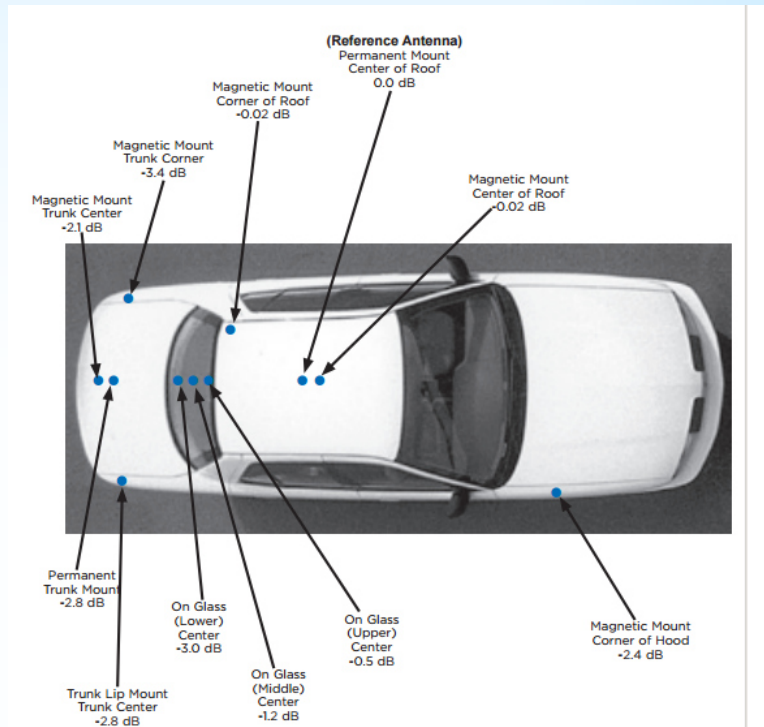 (Reference Antenna)
Permanent Mount
Center of Roof
0.0 dB
Magnetic Mount
Corner of Roof
-0.02 dB
Magnetic Mount
Trunk Corner
-3.4 dB
Magnetic Mount
Center of Roof
-0.02 dB
Magnetic Mount
Trunk Center
-2.1 dB
Permanent
Trunk Mount
-2.8 dB
On Glass
(Lower)
Center
-3.0 dB
On Glass
(Upper)
Center
-0.5 dB
Magnetic Mount
Corner of Hood
-2.4 dB
On Glass
(Middle)
Center
-1.2 dB
Trunk Lip Mount
Trunk Center
-2.8 dB